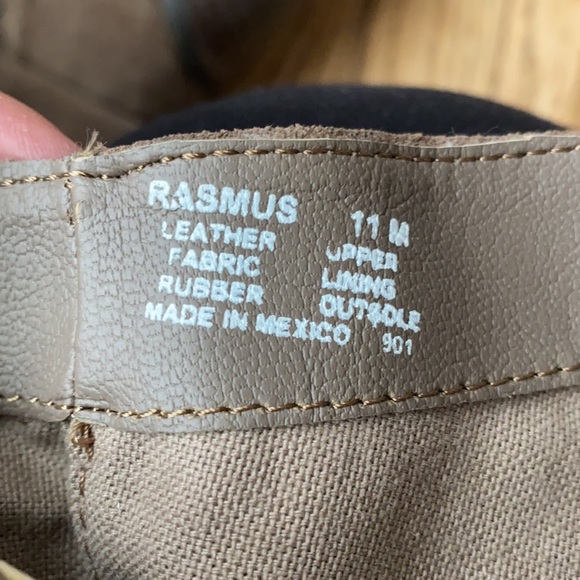 RASMUS 11 M
LEATHER UPPER
FABRIC LINING
RUBBER OUTSOLE
MADE IN MEXICO 901